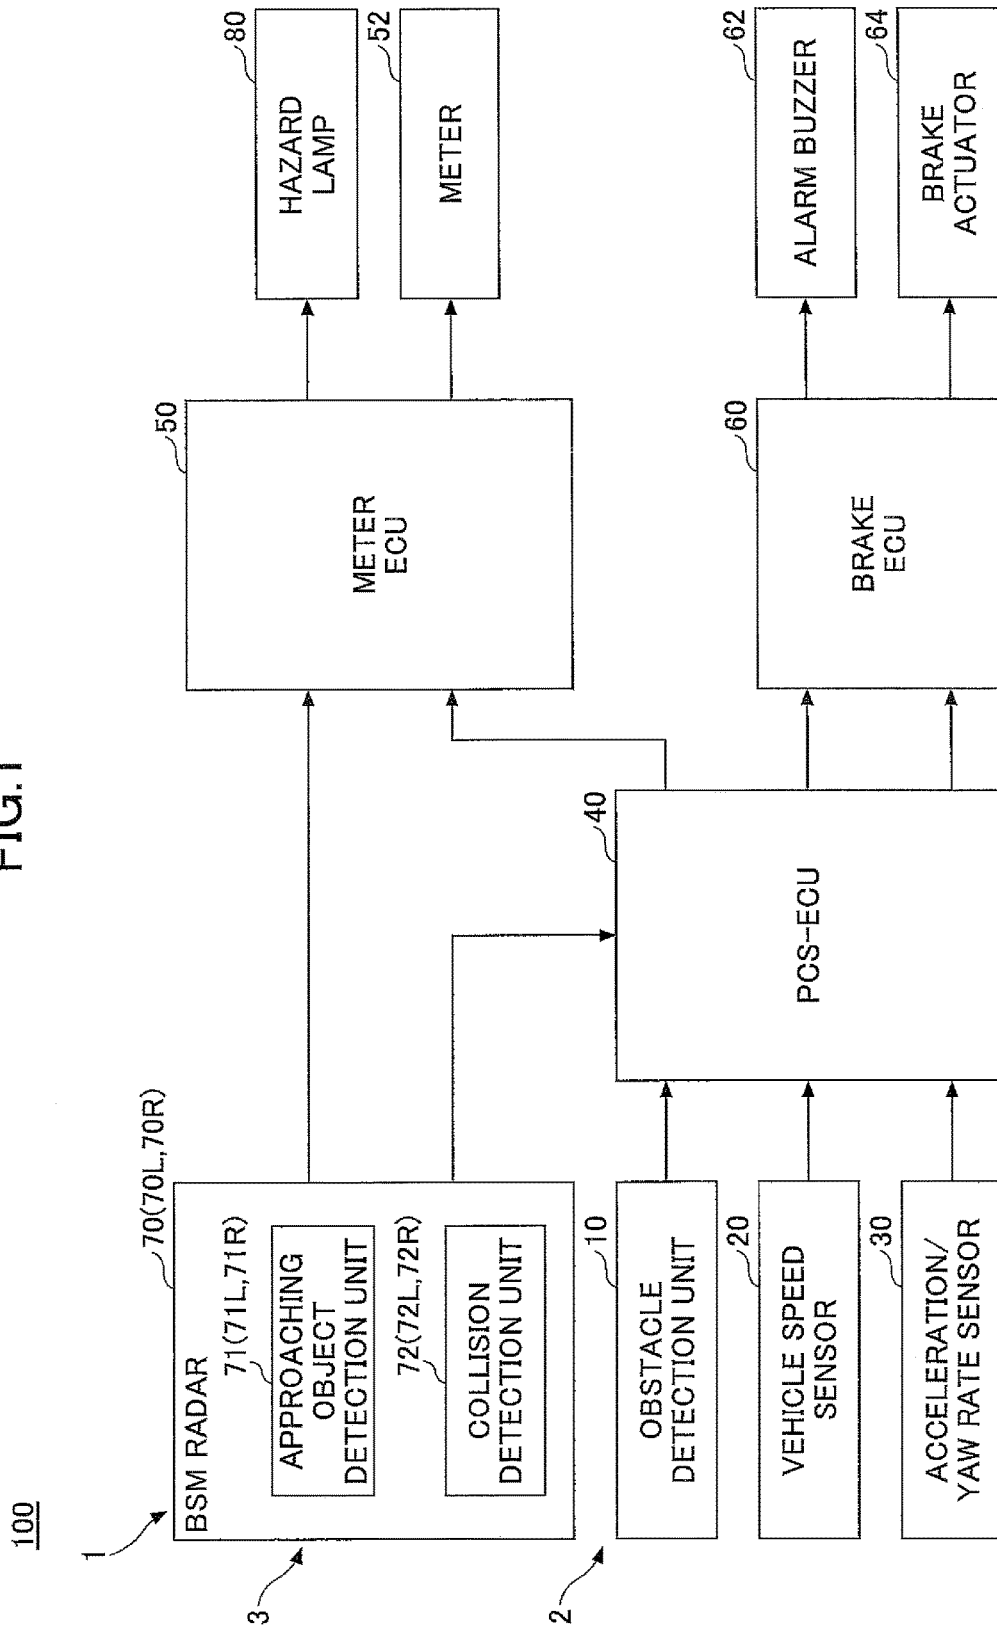 FIG.1
100
1
3
2
70(70L,70R)
BSM RADAR
71(71L,71R)
APPROACHING
OBJECT
DETECTION UNIT
72(72L,72R)
COLLISION
DETECTION UNIT
10
OBSTACLE
DETECTION UNIT
20
VEHICLE SPEED
SENSOR
30
ACCELERATION/
YAW RATE SENSOR
40
PCS-ECU
50
METER
ECU
60
BRAKE
ECU
80
HAZARD
LAMP
52
METER
62
ALARM BUZZER
64
BRAKE
ACTUATOR